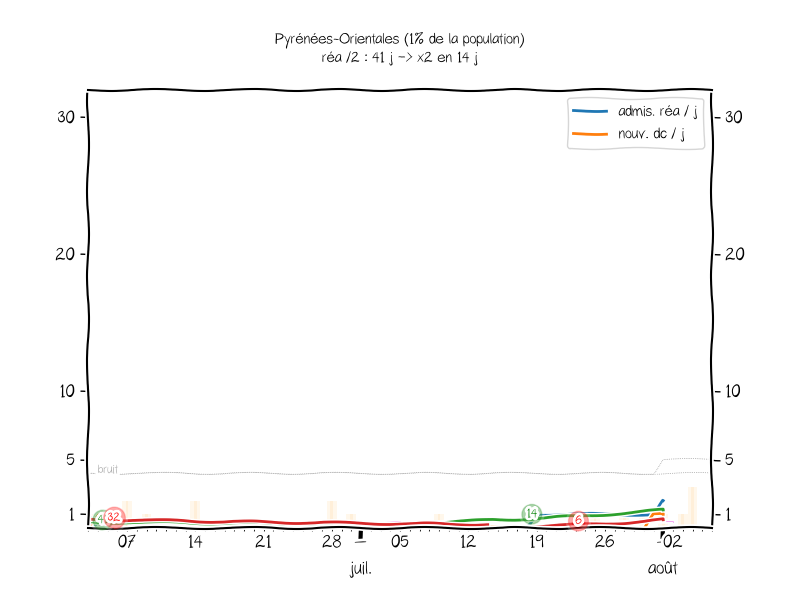 Pyrénées-Orientales (1% de la population)
réa /2 : 41 j -> x2 en 14 j
admis. réa / j
nouv. dc / j
30
30
20
20
10
10
5
5
bruit
1
1
32
14
6
07 14 21 28 05 12 19 26 02
juil. août